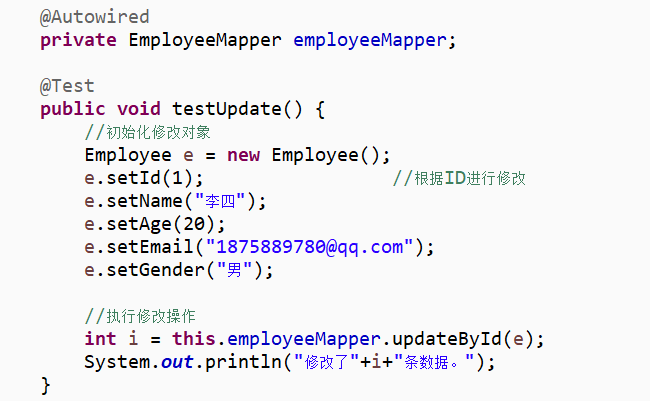 @Autowired
private EmployeeMapper employeeMapper;
@Test
public void testUpdate() {
//初始化修改对象
Employee e = new Employee();
e.setId(1); //根据ID进行修改
e.setName("李四");
e.setAge(20);
e.setEmail("1875889780@qq.com");
e.setGender("男");
//执行修改操作
int i = this.employeeMapper.updateById(e);
System.out.println("修改了"+i+"条数据。");
}